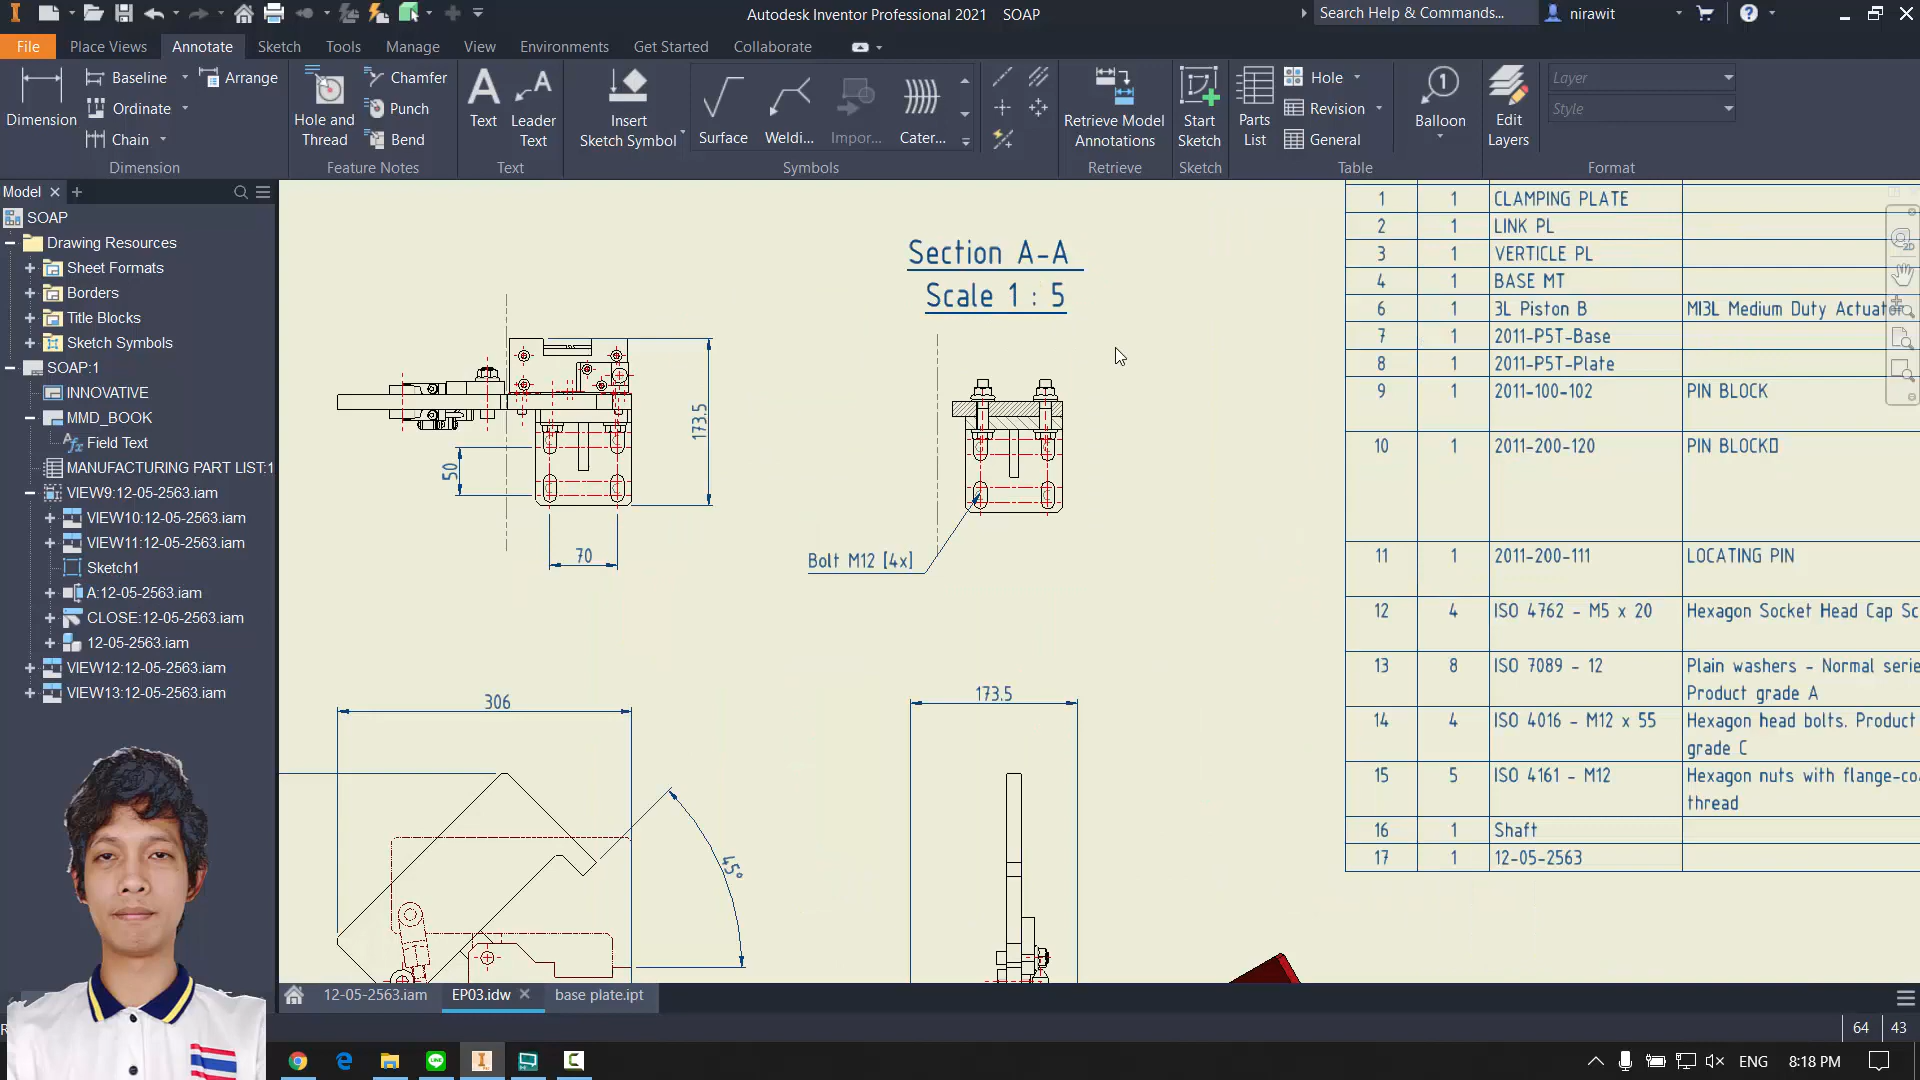 Autodesk Inventor Professional 2021 SOAP
Search Help & Commands...
nirawit
File
Place Views
Annotate
Sketch
Tools
Manage
View
Environments
Get Started
Collaborate
Dimension
Baseline
Arrange
Ordinate
Chain
Dimension
Hole and Thread
Chamfer
Punch
Bend
Feature Notes
Text
Leader Text
Text
Insert Sketch Symbol
Surface
Weldi...
Impor...
Cater...
Symbols
Retrieve Model Annotations
Retrieve
Start Sketch
Sketch
Parts List
Hole
Revision
General
Table
Balloon
Edit Layers
Layer
Style
Format
Model
SOAP
Drawing Resources
Sheet Formats
Borders
Title Blocks
Sketch Symbols
SOAP:1
INNOVATIVE
MMD_BOOK
Field Text
MANUFACTURING PART LIST:1
VIEW9:12-05-2563.iam
VIEW10:12-05-2563.iam
VIEW11:12-05-2563.iam
Sketch1
A:12-05-2563.iam
CLOSE:12-05-2563.iam
12-05-2563.iam
VIEW12:12-05-2563.iam
VIEW13:12-05-2563.iam
Section A-A
Scale 1 : 5
173.5
50
70
Bolt M12 [4x]
306
173.5
45°
1 1 CLAMPING PLATE
2 1 LINK PL
3 1 VERTICLE PL
4 1 BASE MT
6 1 3L Piston B MI3L Medium Duty Actuator
7 1 2011-P5T-Base
8 1 2011-P5T-Plate
9 1 2011-100-102 PIN BLOCK
10 1 2011-200-120 PIN BLOCK
11 1 2011-200-111 LOCATING PIN
12 4 ISO 4762 - M5 x 20 Hexagon Socket Head Cap Sc
13 8 ISO 7089 - 12 Plain washers - Normal serie
Product grade A
14 4 ISO 4016 - M12 x 55 Hexagon head bolts. Product
grade C
15 5 ISO 4161 - M12 Hexagon nuts with flange-co
thread
16 1 Shaft
17 1 12-05-2563
12-05-2563.iam
EP03.idw
base plate.ipt
64 43
ENG
8:18 PM